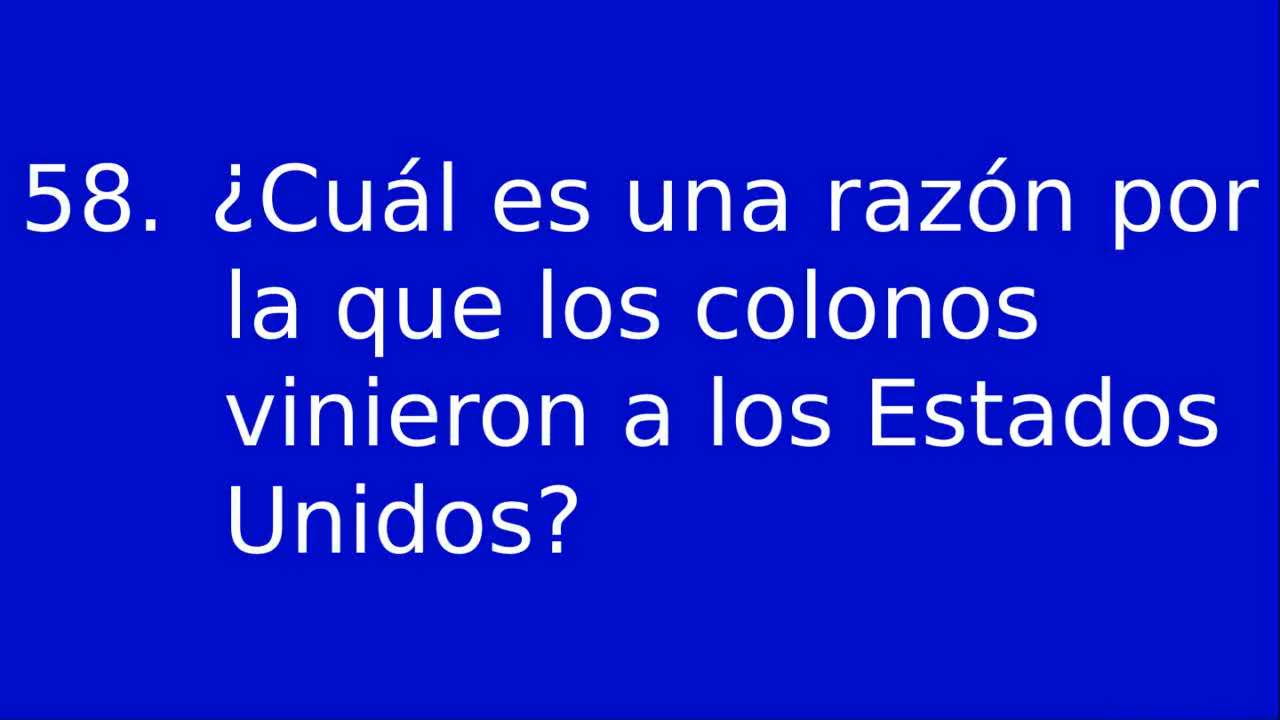 58. ¿Cuál es una razón por
la que los colonos
vinieron a los Estados
Unidos?